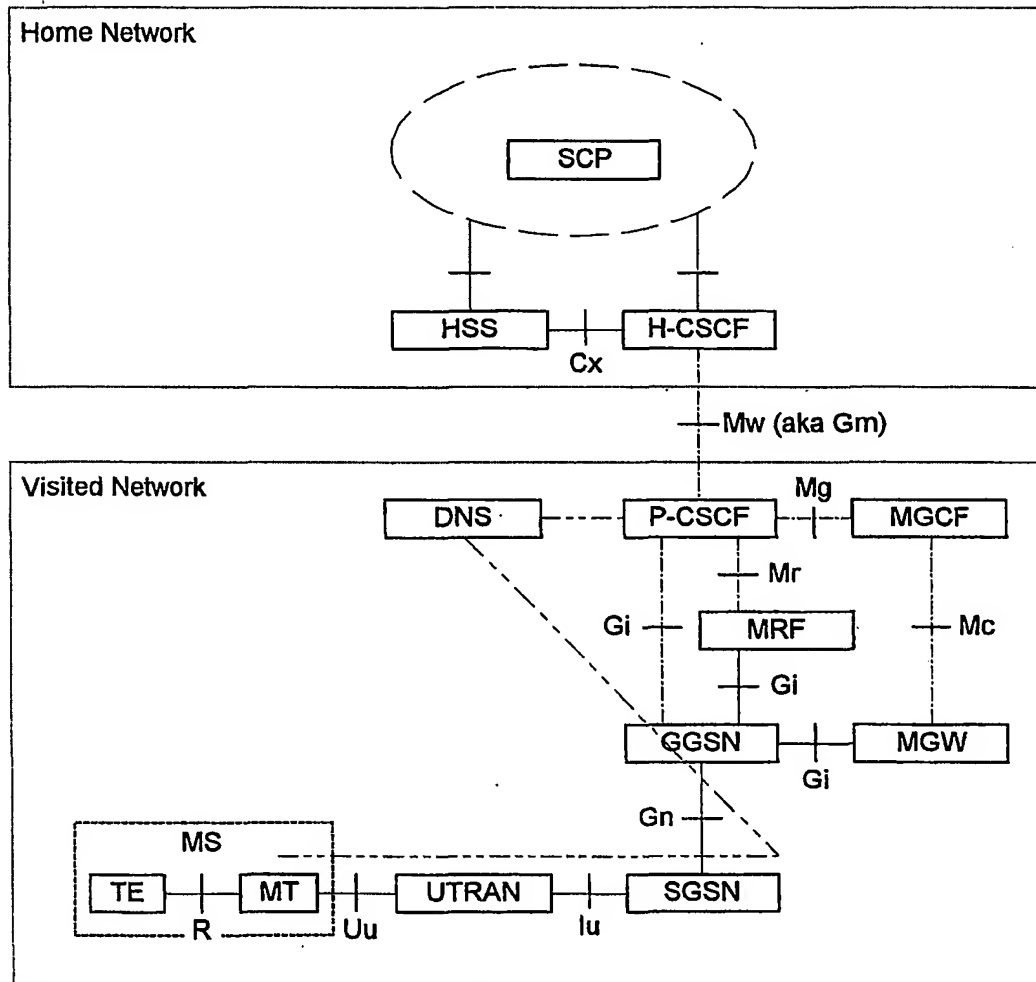 Home Network
SCP
HSS
H-CSCF
Cx
Mw (aka Gm)
Visited Network
DNS
P-CSCF
Mg
MGCF
Mr
Gi
MRF
Mc
Gi
GGSN
MGW
Gi
Gn
MS
TE
MT
UTRAN
SGSN
R
Uu
Iu